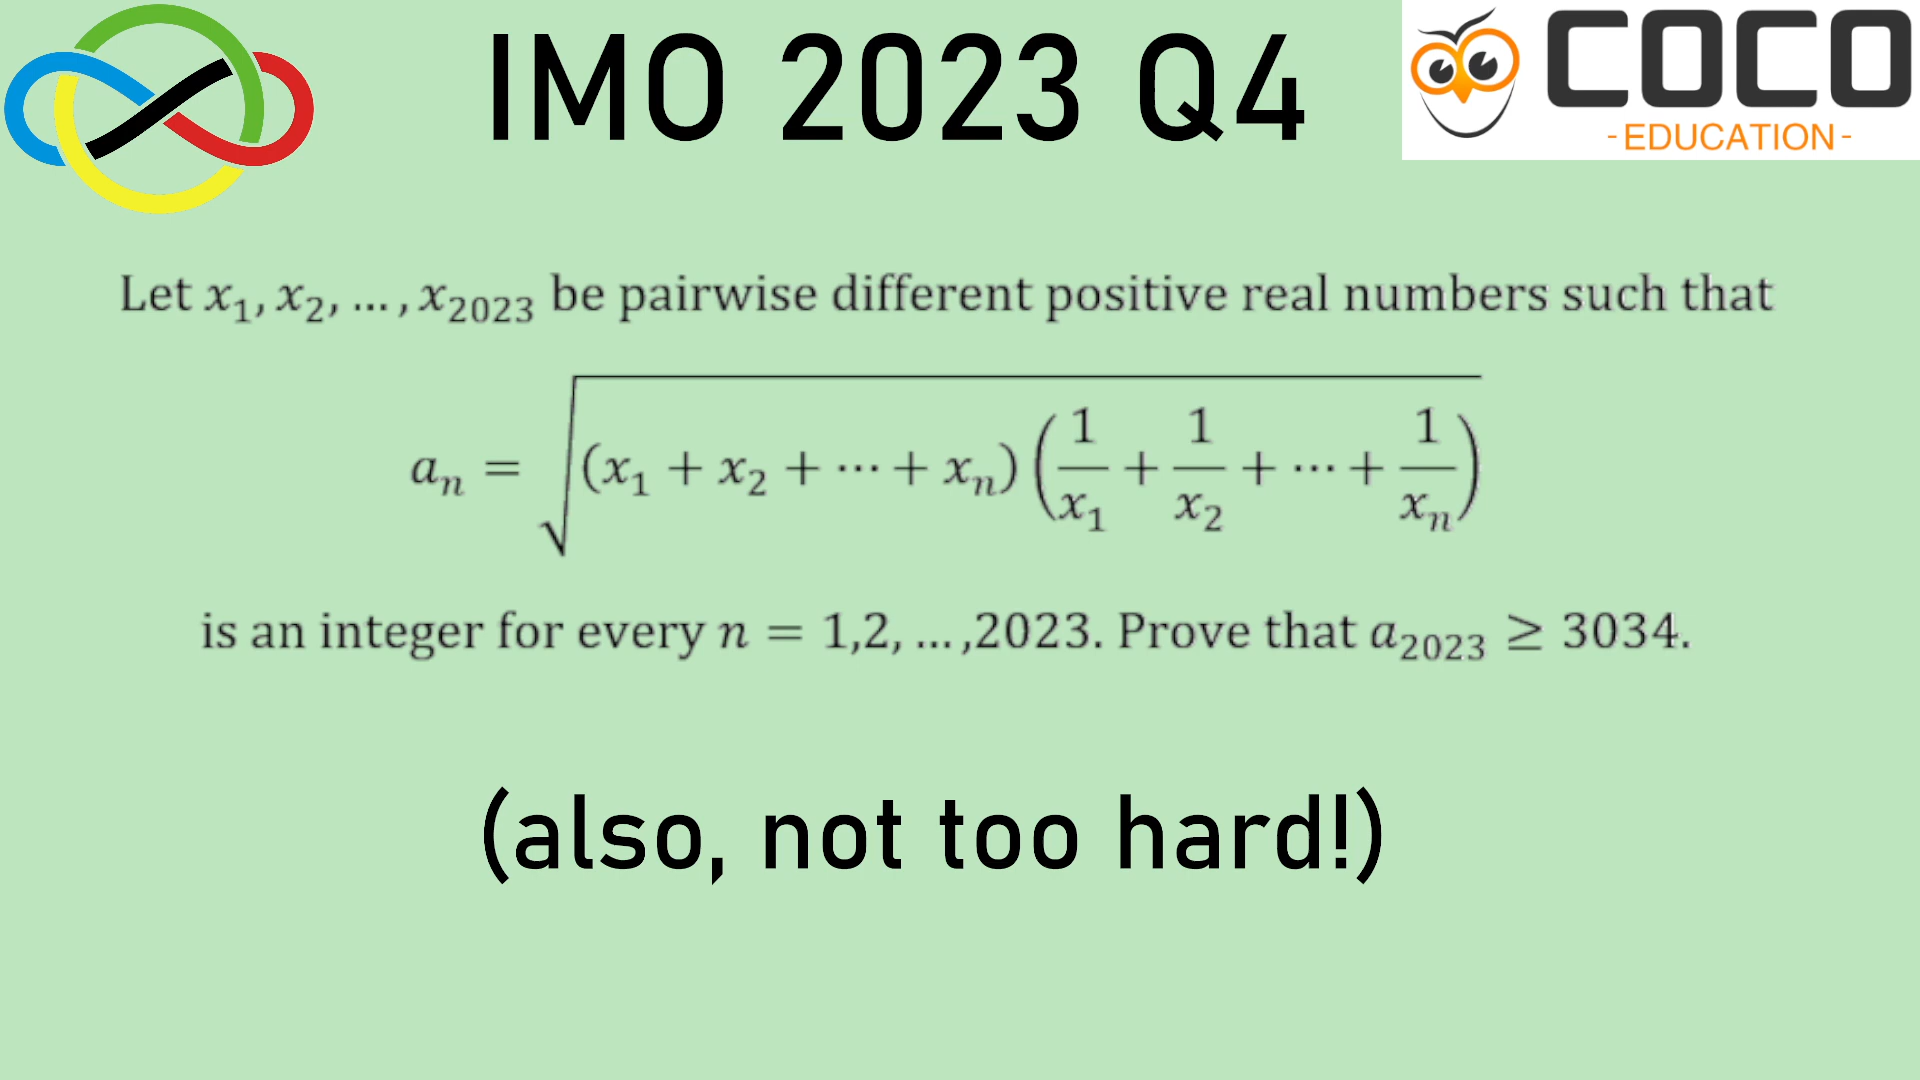 IMO 2023 Q4
COCO
-EDUCATION-
Let x₁, x₂, … , x₂₀₂₃ be pairwise different positive real numbers such that
aₙ = √((x₁ + x₂ + ⋯ + xₙ)(1/x₁ + 1/x₂ + ⋯ + 1/xₙ))
is an integer for every n = 1,2, … ,2023. Prove that a₂₀₂₃ ≥ 3034.
(also, not too hard!)